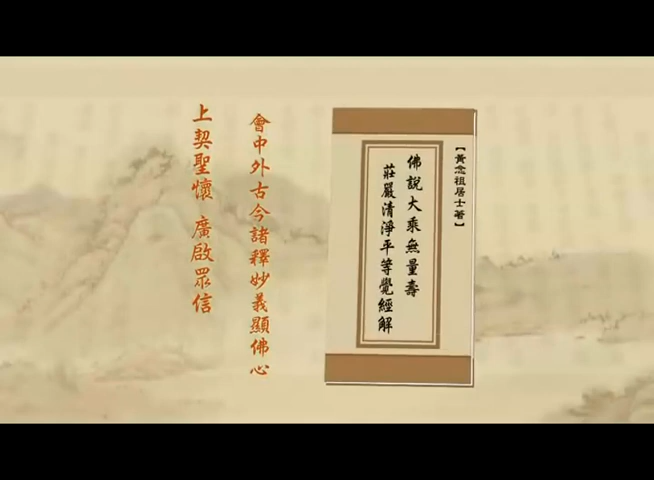 【黃念祖居士著】
佛說大乘無量壽
莊嚴清淨平等覺經解
會中外古今諸釋妙義顯佛心
上契聖懷 廣啟眾信